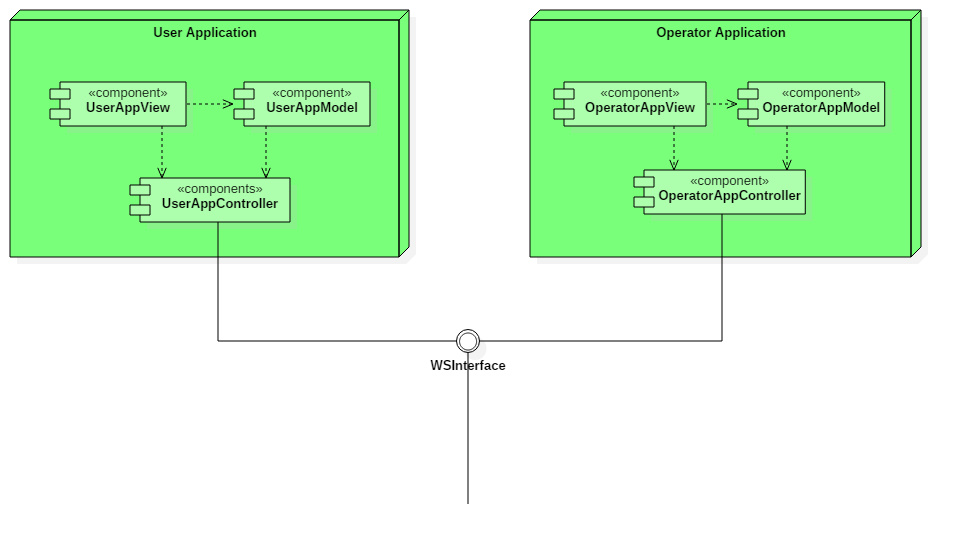 User Application
«component»
UserAppView
«component»
UserAppModel
«components»
UserAppController
Operator Application
«component»
OperatorAppView
«component»
OperatorAppModel
«component»
OperatorAppController
WSInterface